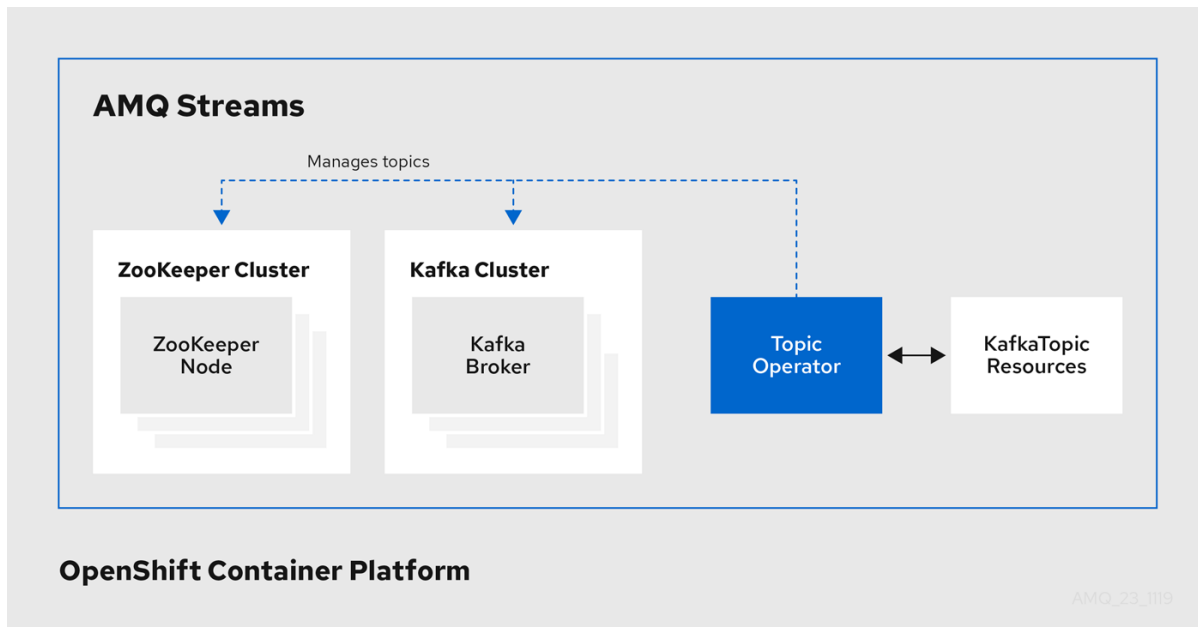 AMQ Streams
Manages topics
ZooKeeper Cluster
ZooKeeper
Node
Kafka Cluster
Kafka
Broker
Topic
Operator
KafkaTopic
Resources
OpenShift Container Platform
AMQ_23_1119